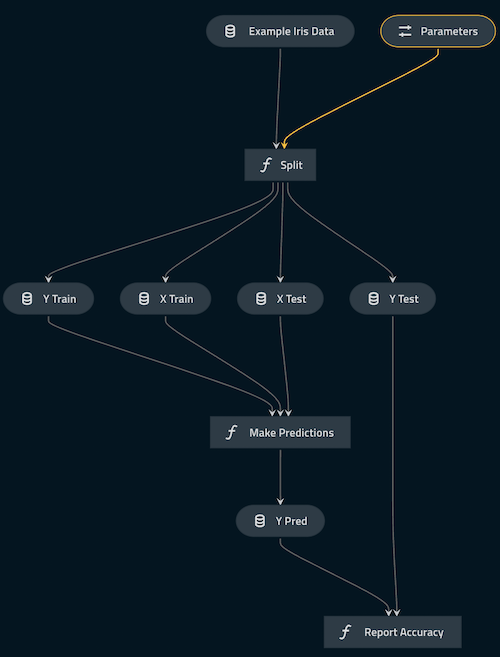 Example Iris Data
Parameters
Split
Y Train
X Train
X Test
Y Test
Make Predictions
Y Pred
Report Accuracy